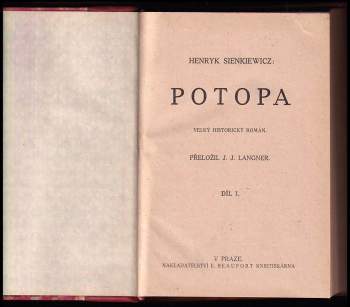 HENRYK SIENKIEWICZ:
POTOPA
VELKÝ HISTORICKÝ ROMÁN.
PŘELOŽIL J. J. LANGNER.
DÍL I.
V PRAZE.
NAKLADATELSTVÍ E. BEAUFORT KNIHTISKÁRNA